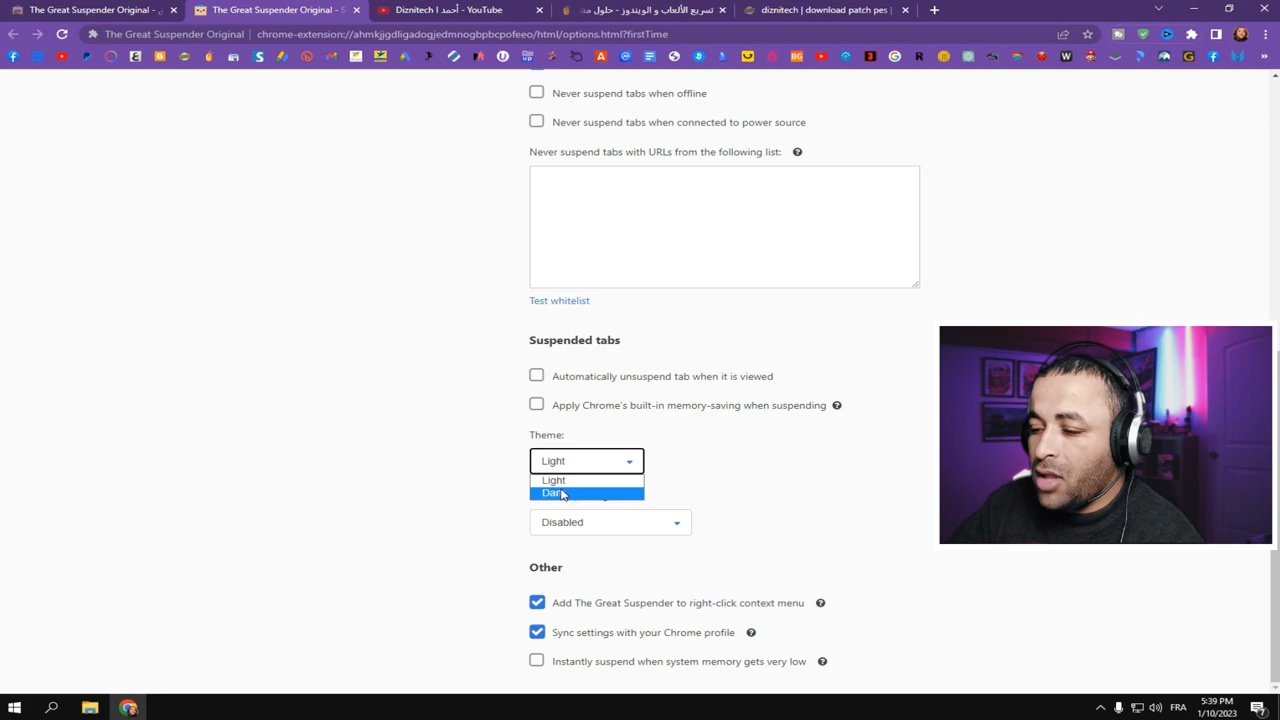 The Great Suspender Original -
The Great Suspender Original - S
Diznitech I أحمد - YouTube
تسريع الألعاب و الويندوز - حلول مشـ
diznitech | download patch pes |
The Great Suspender Original | chrome-extension://ahmkjjgdligadogjedmnogbpbcpofeeo/html/options.html?firstTime
Never suspend tabs when offline
Never suspend tabs when connected to power source
Never suspend tabs with URLs from the following list:
Test whitelist
Suspended tabs
Automatically unsuspend tab when it is viewed
Apply Chrome's built-in memory-saving when suspending
Theme:
Light
Light
Disabled
Other
Add The Great Suspender to right-click context menu
Sync settings with your Chrome profile
Instantly suspend when system memory gets very low
FRA
5:39 PM
1/10/2023